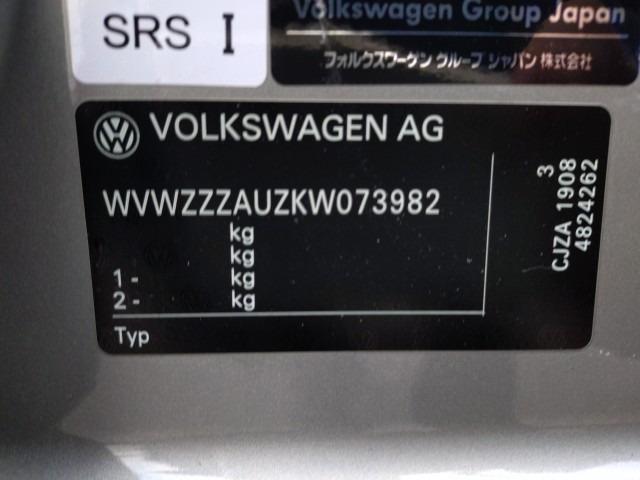 SRS I
Volkswagen Group Japan
フォルクスワーゲン グループ ジャパン 株式会社
VOLKSWAGEN AG
WVWZZZAUZKW073982
kg
kg
1 - kg
2 - kg
Typ
3
CJZA 1908
4824262